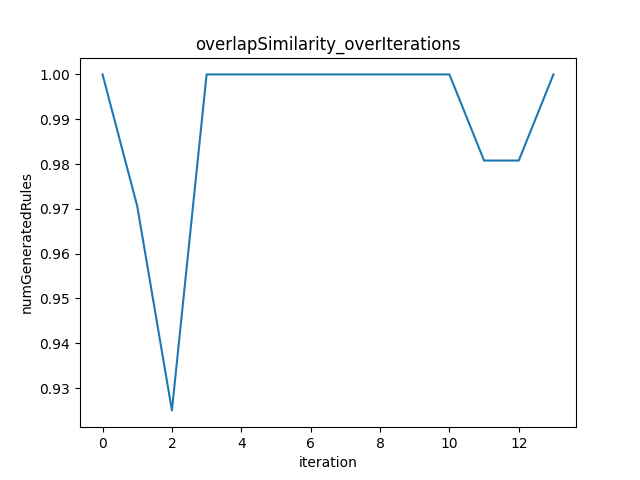 overlapSimilarity_overIterations
numGeneratedRules
1.00
0.99
0.98
0.97
0.96
0.95
0.94
0.93
0 2 4 6 8 10 12
iteration